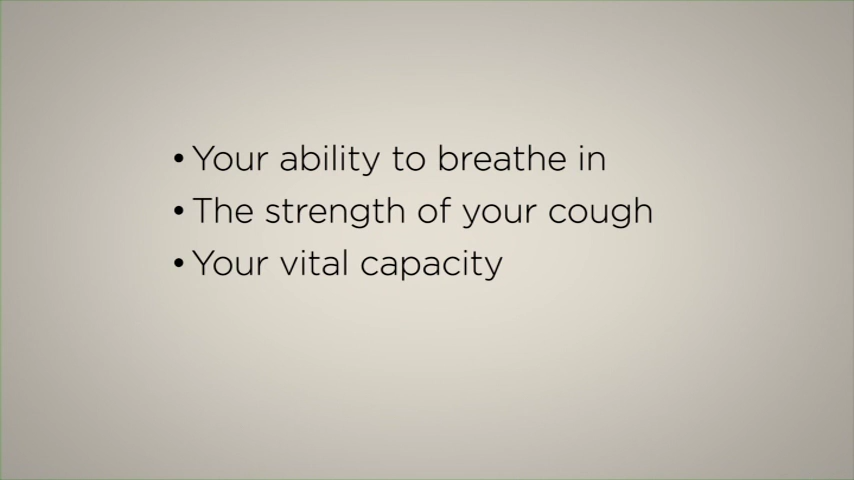 • Your ability to breathe in
• The strength of your cough
• Your vital capacity